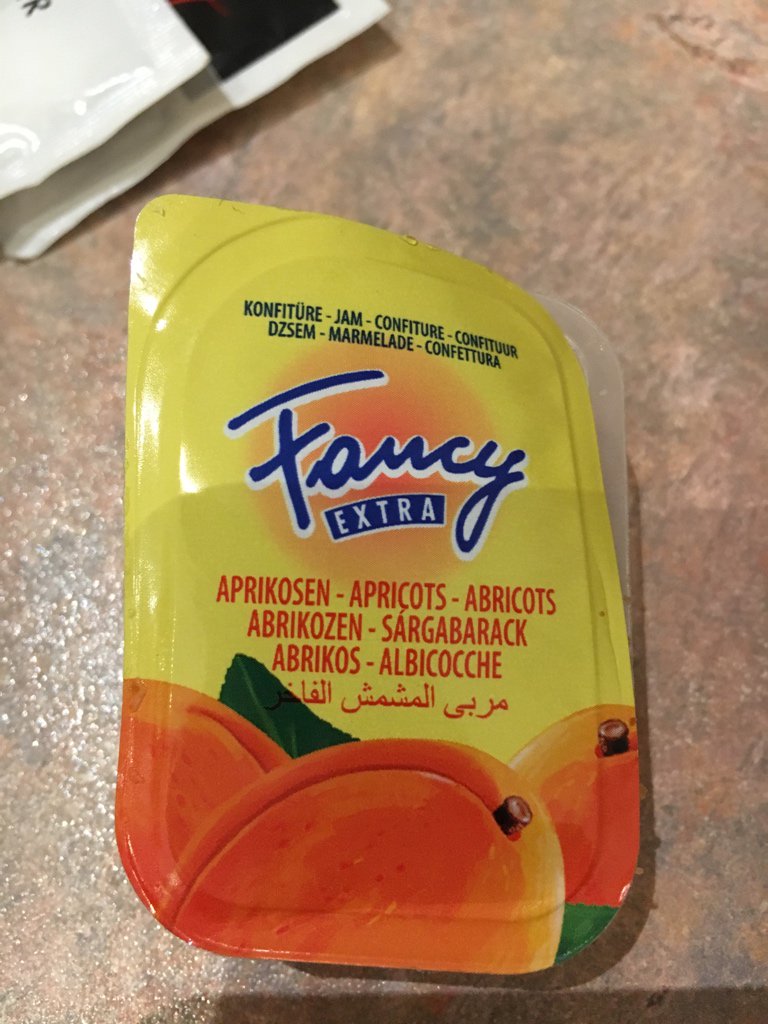 R
KONFITÜRE - JAM - CONFITURE - CONFITUUR
DZSEM - MARMELADE - CONFETTURA
Fancy
EXTRA
APRIKOSEN - APRICOTS - ABRICOTS
ABRIKOZEN - SÁRGABARACK
ABRIKOS - ALBICOCCHE
مربى المشمش الفاخر